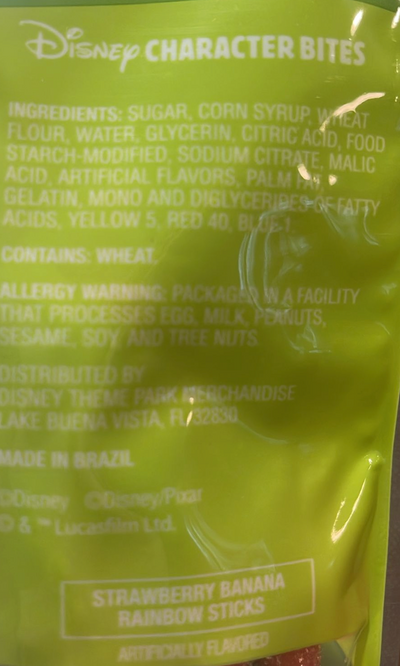 Disney CHARACTER BITES
INGREDIENTS: SUGAR, CORN SYRUP, WHEAT
FLOUR, WATER, GLYCERIN, CITRIC ACID, FOOD
STARCH-MODIFIED, SODIUM CITRATE, MALIC
ACID, ARTIFICIAL FLAVORS, PALM
GELATIN, MONO AND DIGLYCERIDES OF FATTY
ACIDS, YELLOW 5, RED 40, BLUE 1.
CONTAINS: WHEAT.
ALLERGY WARNING: PACKAGED IN A FACILITY
THAT PROCESSES EGG, MILK, PEANUTS,
SESAME, SOY, AND TREE NUTS.
DISTRIBUTED BY
DISNEY THEME PARK MERCHANDISE
LAKE BUENA VISTA, FL 32830
MADE IN BRAZIL
©Disney ©Disney/Pixar
© & ™ Lucasfilm Ltd.
STRAWBERRY BANANA
RAINBOW STICKS
ARTIFICIALLY FLAVORED